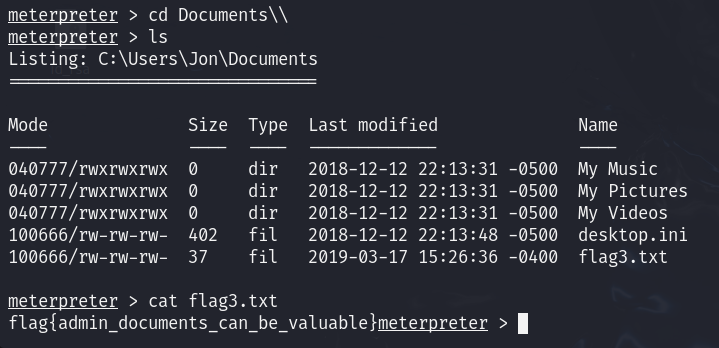 meterpreter > cd Documents\\
meterpreter > ls
Listing: C:\Users\Jon\Documents
===============================
Mode              Size  Type  Last modified              Name
----              ----  ----  -------------              ----
040777/rwxrwxrwx  0     dir   2018-12-12 22:13:31 -0500  My Music
040777/rwxrwxrwx  0     dir   2018-12-12 22:13:31 -0500  My Pictures
040777/rwxrwxrwx  0     dir   2018-12-12 22:13:31 -0500  My Videos
100666/rw-rw-rw-  402   fil   2018-12-12 22:13:48 -0500  desktop.ini
100666/rw-rw-rw-  37    fil   2019-03-17 15:26:36 -0400  flag3.txt
meterpreter > cat flag3.txt
flag{admin_documents_can_be_valuable}meterpreter >